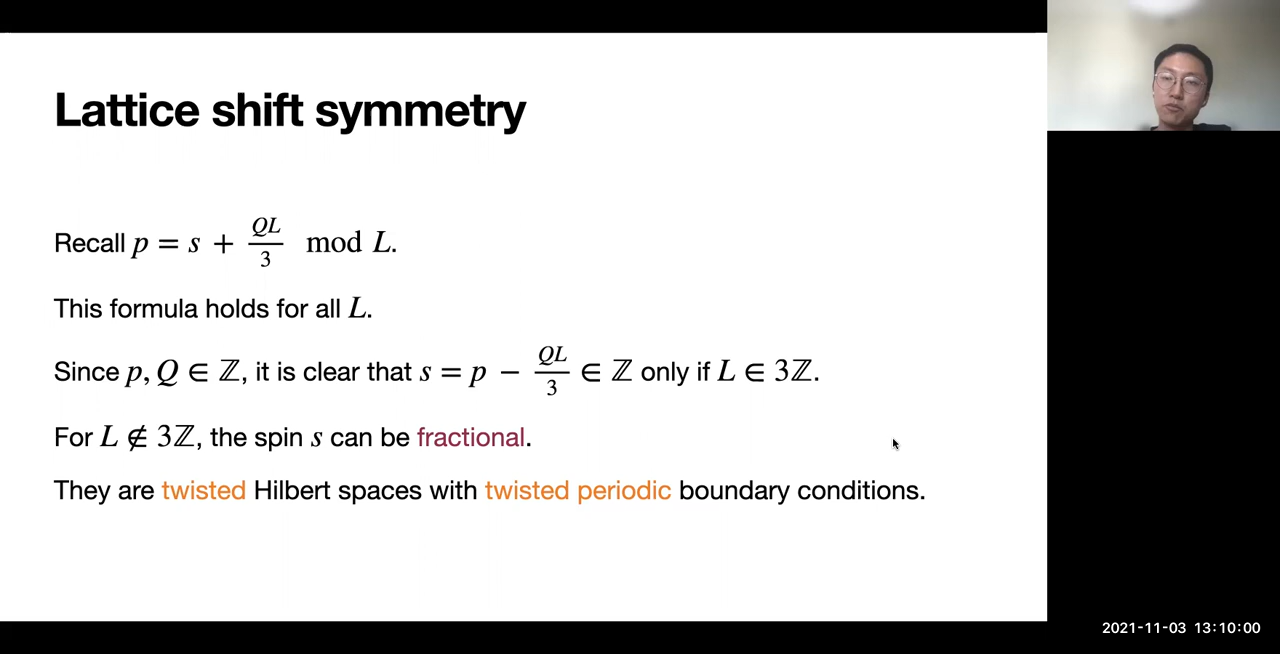 Lattice shift symmetry
Recall p = s + QL/3 mod L.
This formula holds for all L.
Since p, Q ∈ ℤ, it is clear that s = p − QL/3 ∈ ℤ only if L ∈ 3ℤ.
For L ∉ 3ℤ, the spin s can be fractional.
They are twisted Hilbert spaces with twisted periodic boundary conditions.
2021-11-03 13:10:00